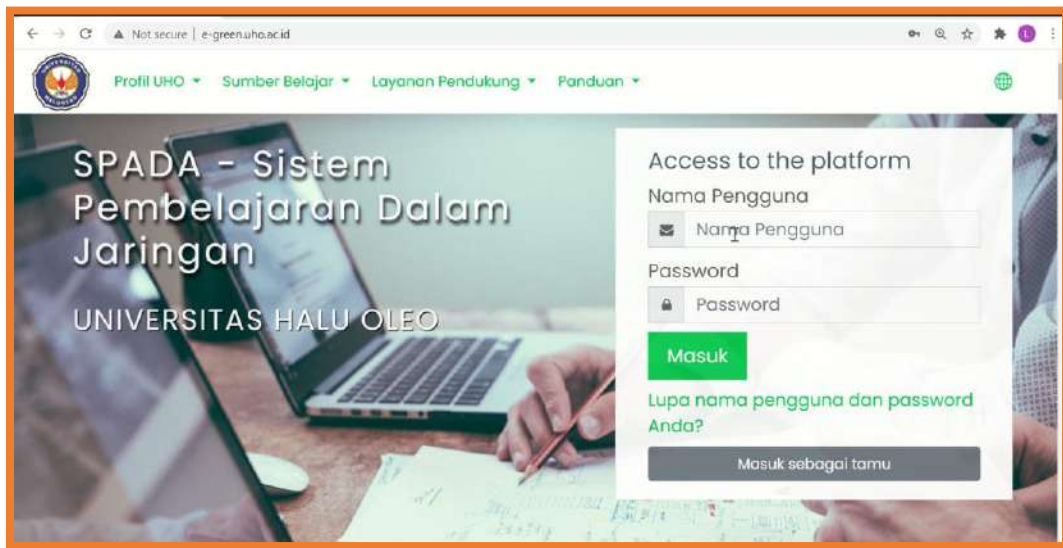 Not secure | e-green.uho.ac.id
L
Profil UHO
Sumber Belajar
Layanan Pendukung
Panduan
SPADA - Sistem
Pembelajaran Dalam
Jaringan
UNIVERSITAS HALU OLEO
Access to the platform
Nama Pengguna
Nama Pengguna
Password
Password
Masuk
Lupa nama pengguna dan password
Anda?
Masuk sebagai tamu